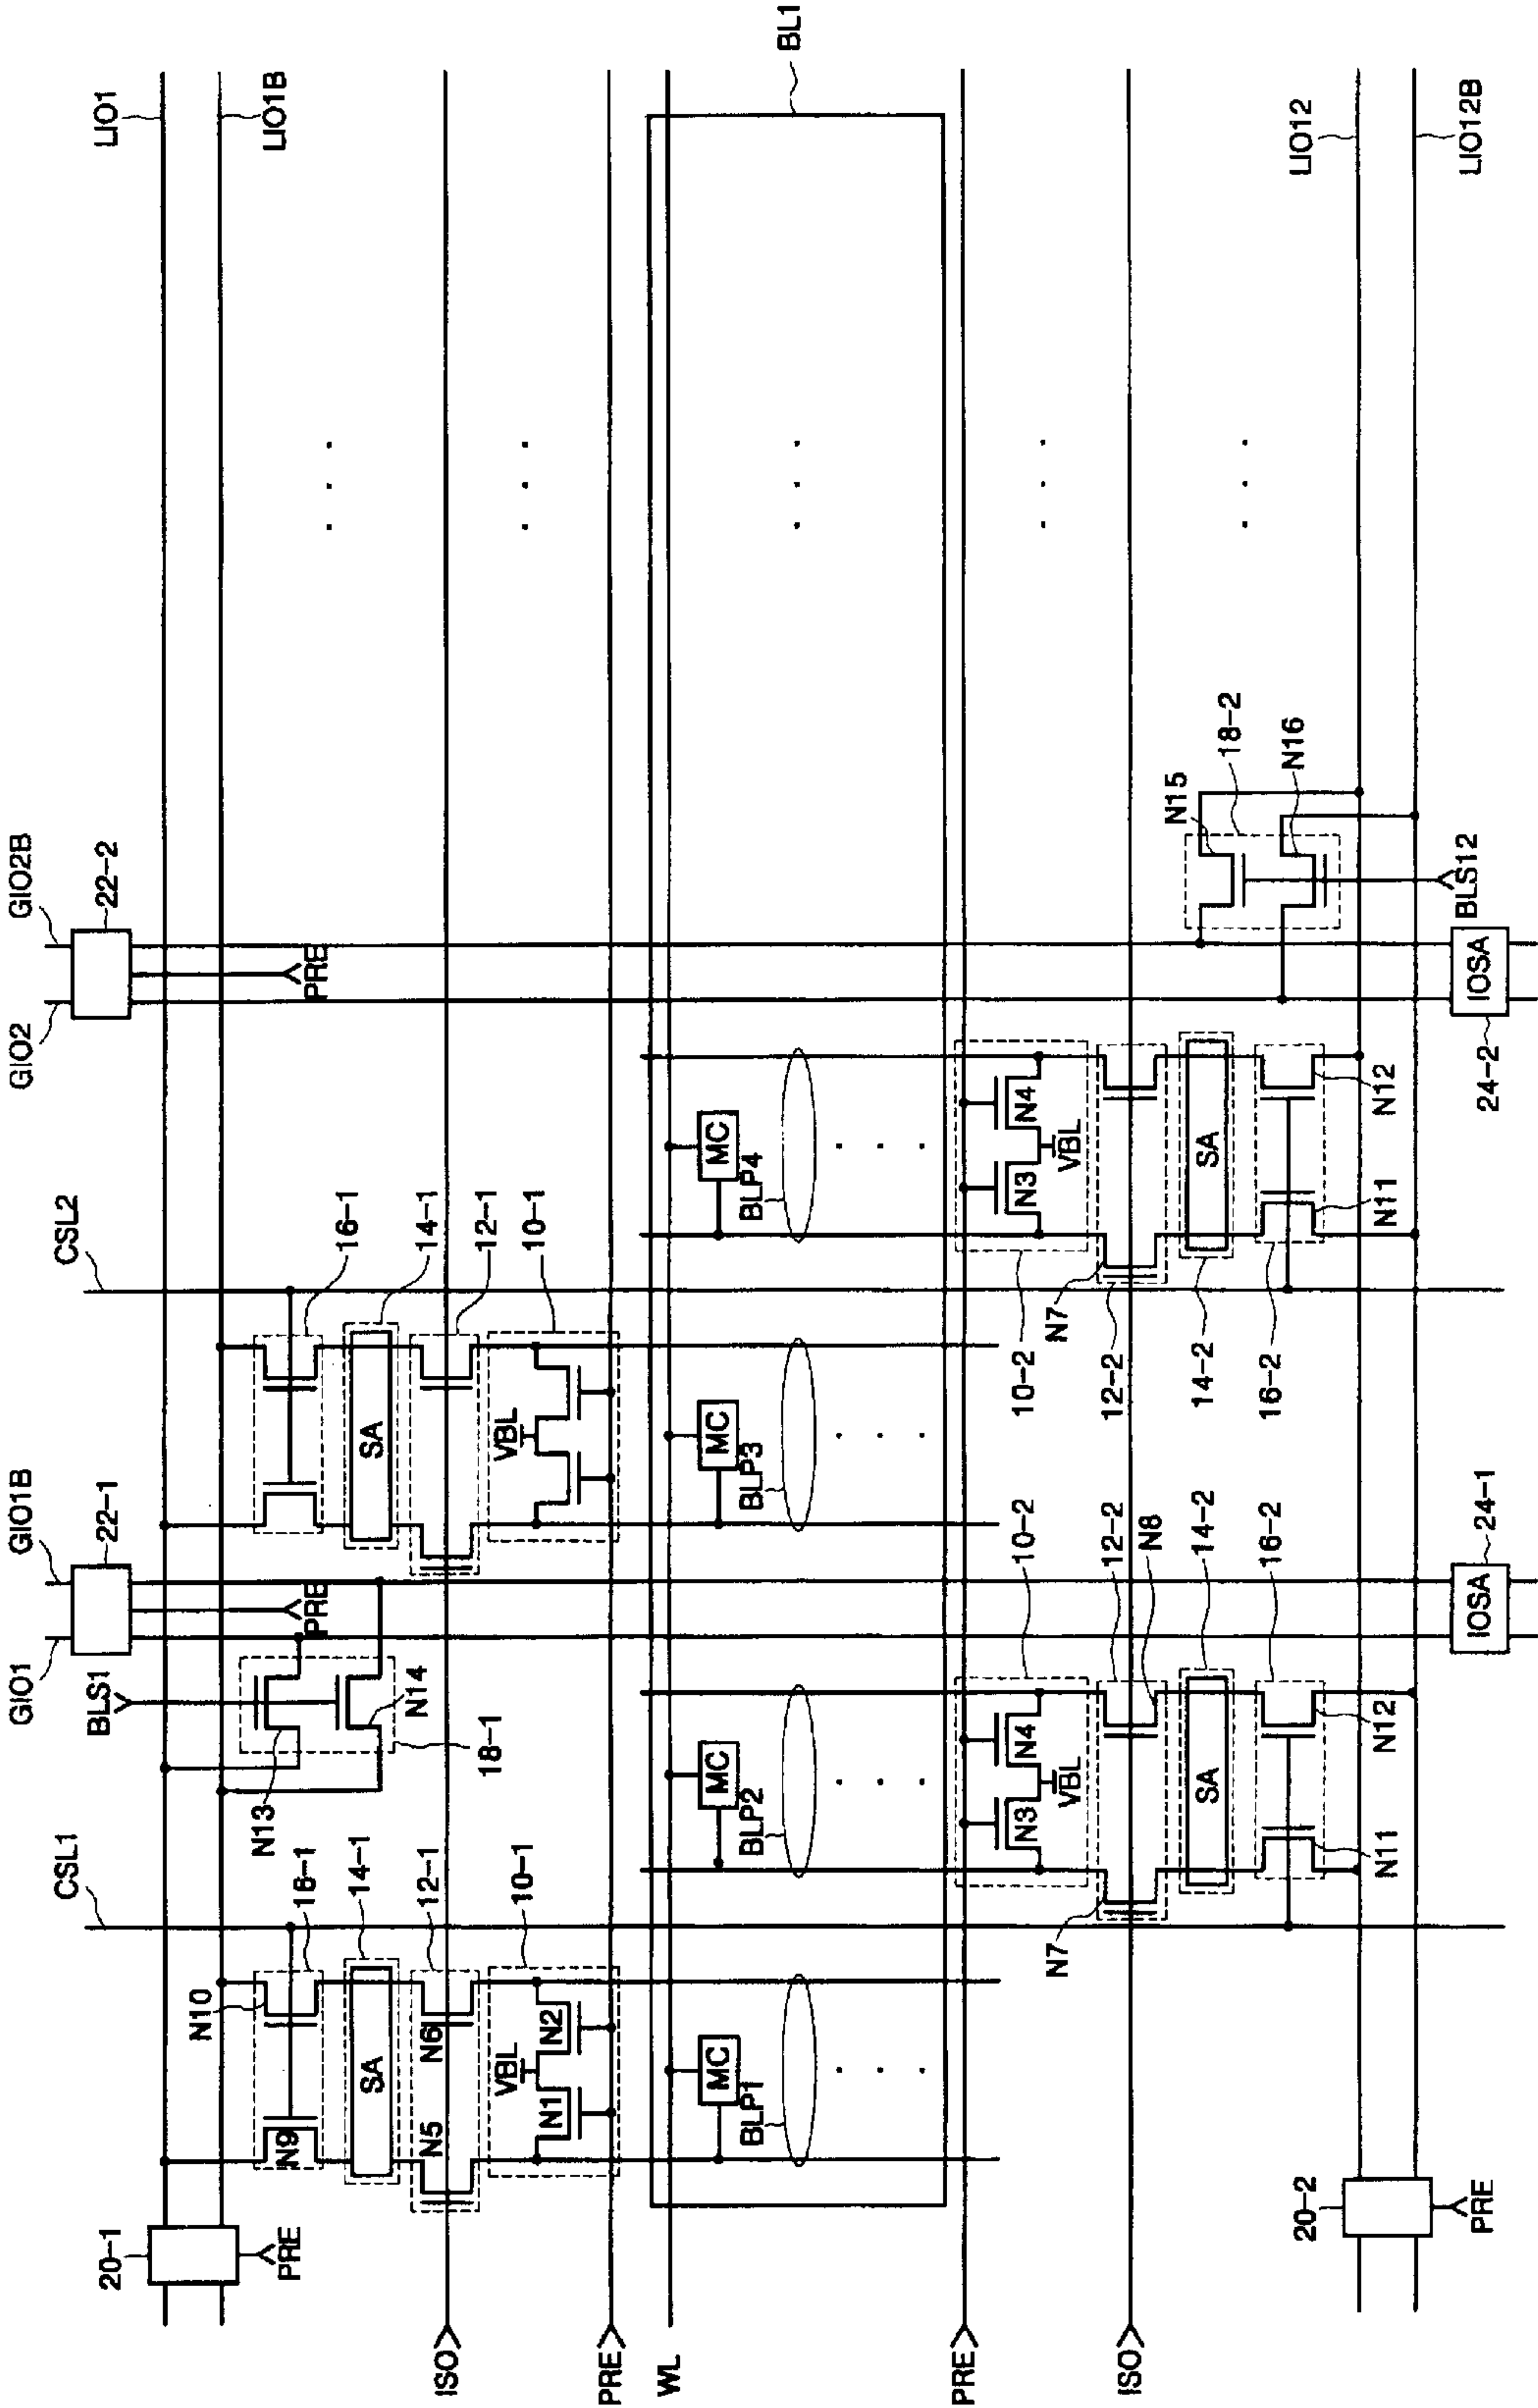 GIO1
GIO1B
GIO2
GIO2B
CSL1
BLS1
22-1
CSL2
22-2
20-1
PRE
PRE
PRE
LIO1
LIO1B
N10
N9
16-1
N13
N14
18-1
16-1
SA
14-1
SA
14-1
ISO
N5
N6
12-1
12-1
VBL
N1
N2
10-1
VBL
10-1
PRE
WL
MC
MC
MC
MC
BLP1
BLP2
BLP3
BLP4
BL1
PRE
N3
N4
VBL
10-2
10-2
N3
N4
VBL
ISO
N7
12-2
N8
N7
12-2
SA
14-2
14-2
SA
N15
18-2
N16
16-2
16-2
N11
N12
N11
N12
20-2
PRE
LIO12
LIO12B
BLS12
IOSA
24-1
IOSA
24-2